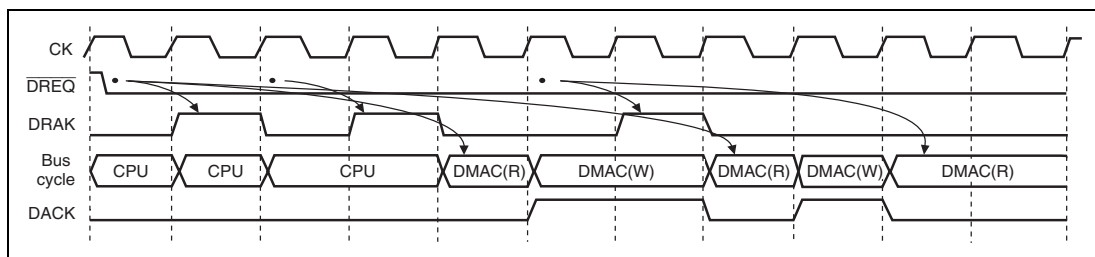 CK
DREQ
DRAK
Bus
cycle
CPU CPU CPU DMAC(R) DMAC(W) DMAC(R) DMAC(W) DMAC(R)
DACK